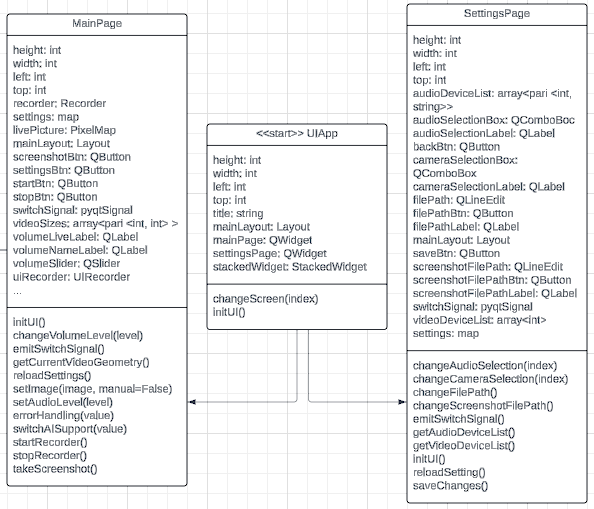 MainPage
height: int
width: int
left: int
top: int
recorder: Recorder
settings: map
livePicture: PixelMap
mainLayout: Layout
screenshotBtn: QButton
settingsBtn: QButton
startBtn: QButton
stopBtn: QButton
switchSignal: pyqtSignal
videoSizes: array<pari <int, int> >
volumeLiveLabel: QLabel
volumeNameLabel: QLabel
volumeSlider: QSlider
uiRecorder: UIRecorder
...
initUI()
changeVolumeLevel(level)
emitSwitchSignal()
getCurrentVideoGeometry()
reloadSettings()
setImage(image, manual=False)
setAudioLevel(level)
errorHandling(value)
switchAISupport(value)
startRecorder()
stopRecorder()
takeScreenshot()
<<start>> UIApp
height: int
width: int
left: int
top: int
title: string
mainLayout: Layout
mainPage: QWidget
settingsPage: QWidget
stackedWidget: StackedWidget
changeScreen(index)
initUI()
SettingsPage
height: int
width: int
left: int
top: int
audioDeviceList: array<pari <int,
string>>
audioSelectionBox: QComboBoc
audioSelectionLabel: QLabel
backBtn: QButton
cameraSelectionBox:
QComboBox
cameraSelectionLabel: QLabel
filePath: QLineEdit
filePathBtn: QButton
filePathLabel: QLabel
mainLayout: Layout
saveBtn: QButton
screenshotFilePath: QLineEdit
screenshotFilePathBtn: QButton
screenshotFilePathLabel: QLabel
switchSignal: pyqtSignal
videoDeviceList: array<int>
settings: map
changeAudioSelection(index)
changeCameraSelection(index)
changeFilePath()
changeScreenshotFilePath()
emitSwitchSignal()
getAudioDeviceList()
getVideoDeviceList()
initUI()
reloadSetting()
saveChanges()